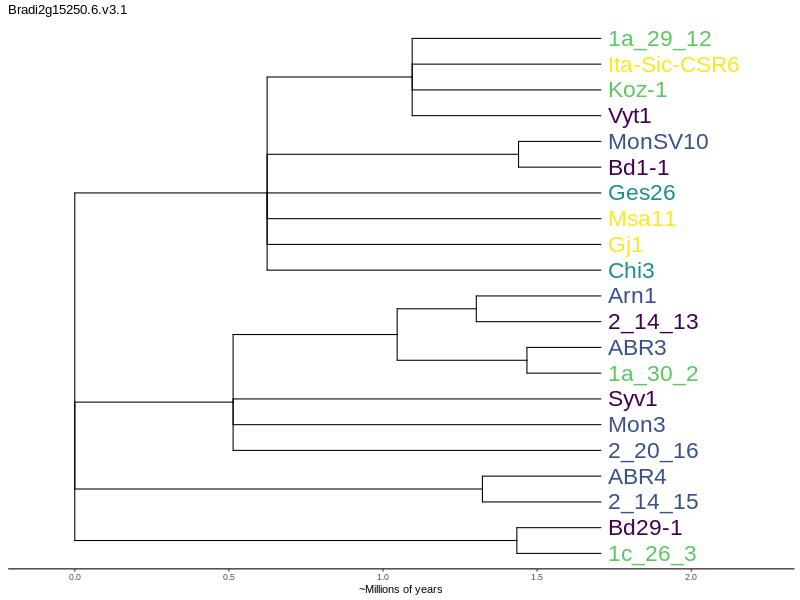 Bradi2g15250.6.v3.1
1a_29_12
Ita-Sic-CSR6
Koz-1
Vyt1
MonSV10
Bd1-1
Ges26
Msa11
Gj1
Chi3
Arn1
2_14_13
ABR3
1a_30_2
Syv1
Mon3
2_20_16
ABR4
2_14_15
Bd29-1
1c_26_3
0.0 0.5 1.0 1.5 2.0
~Millions of years